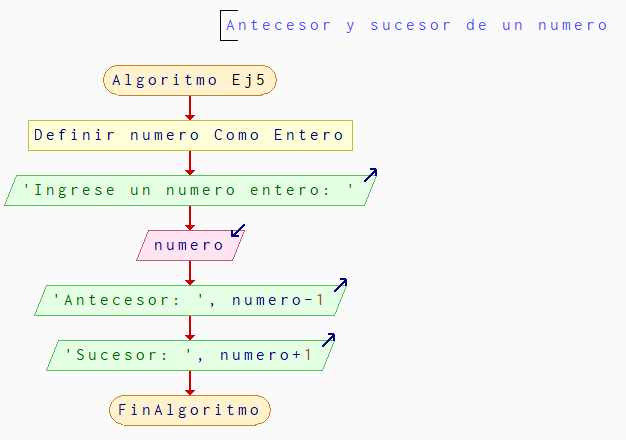 Antecesor y sucesor de un numero
Algoritmo Ej5
Definir numero Como Entero
'Ingrese un numero entero: '
numero
'Antecesor: ', numero-1
'Sucesor: ', numero+1
FinAlgoritmo